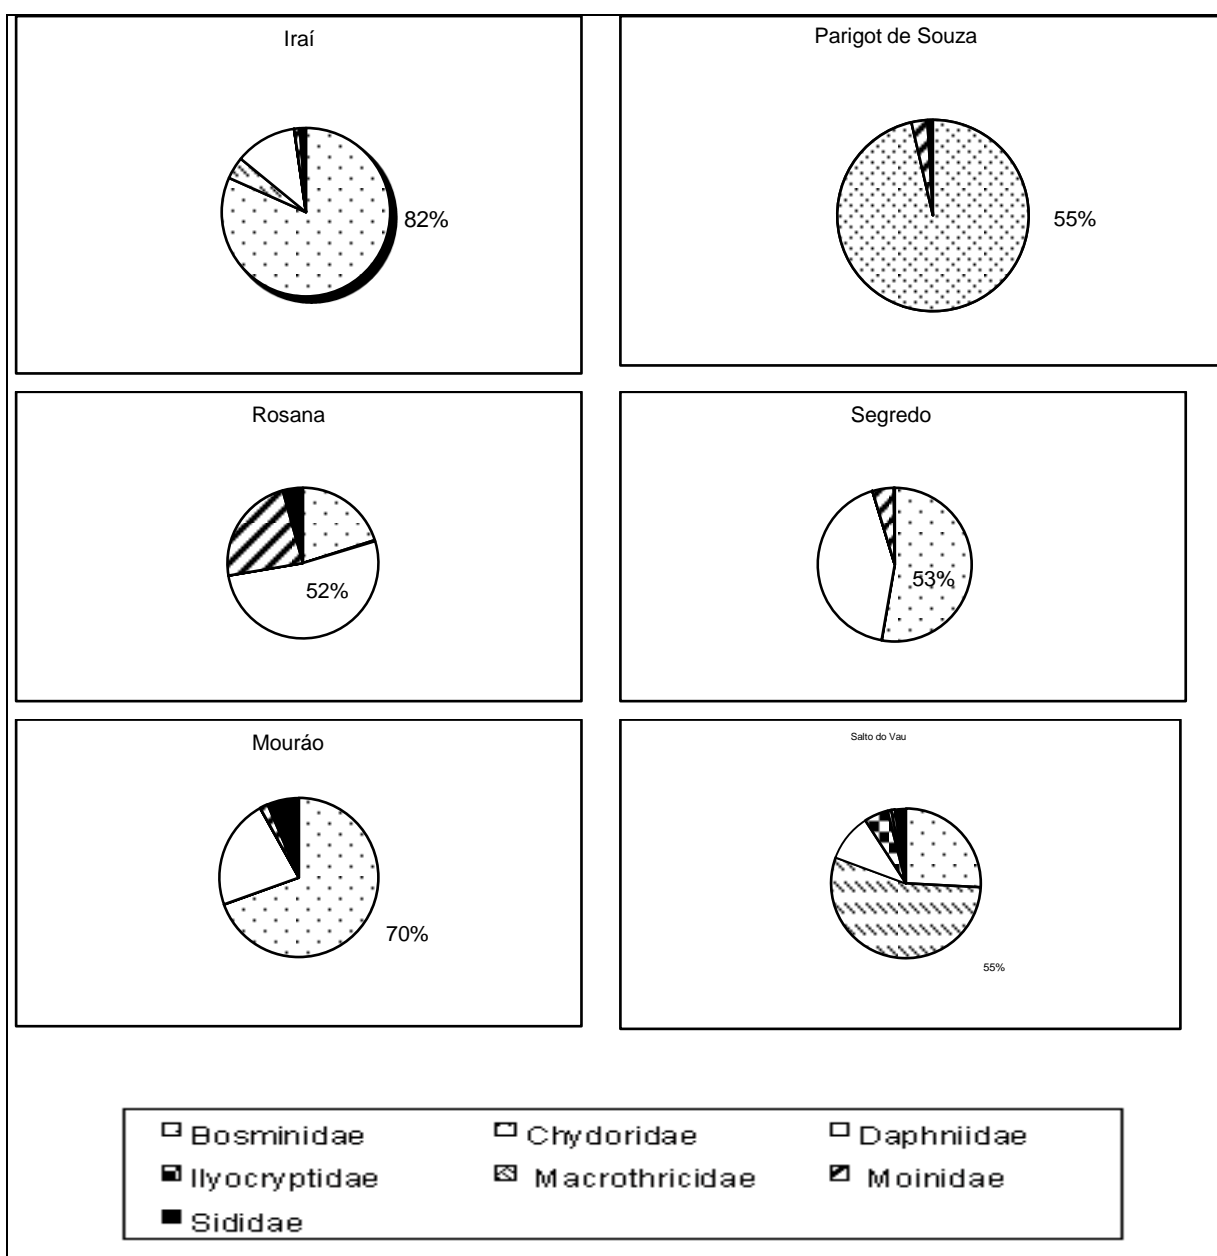 Iraí
82%
Parigot de Souza
55%
Rosana
52%
Segredo
53%
Mouráo
70%
Salto do Vau
55%
Bosminidae Chydoridae Daphniidae
Ilyocryptidae Macrothricidae Moinidae
Sididae